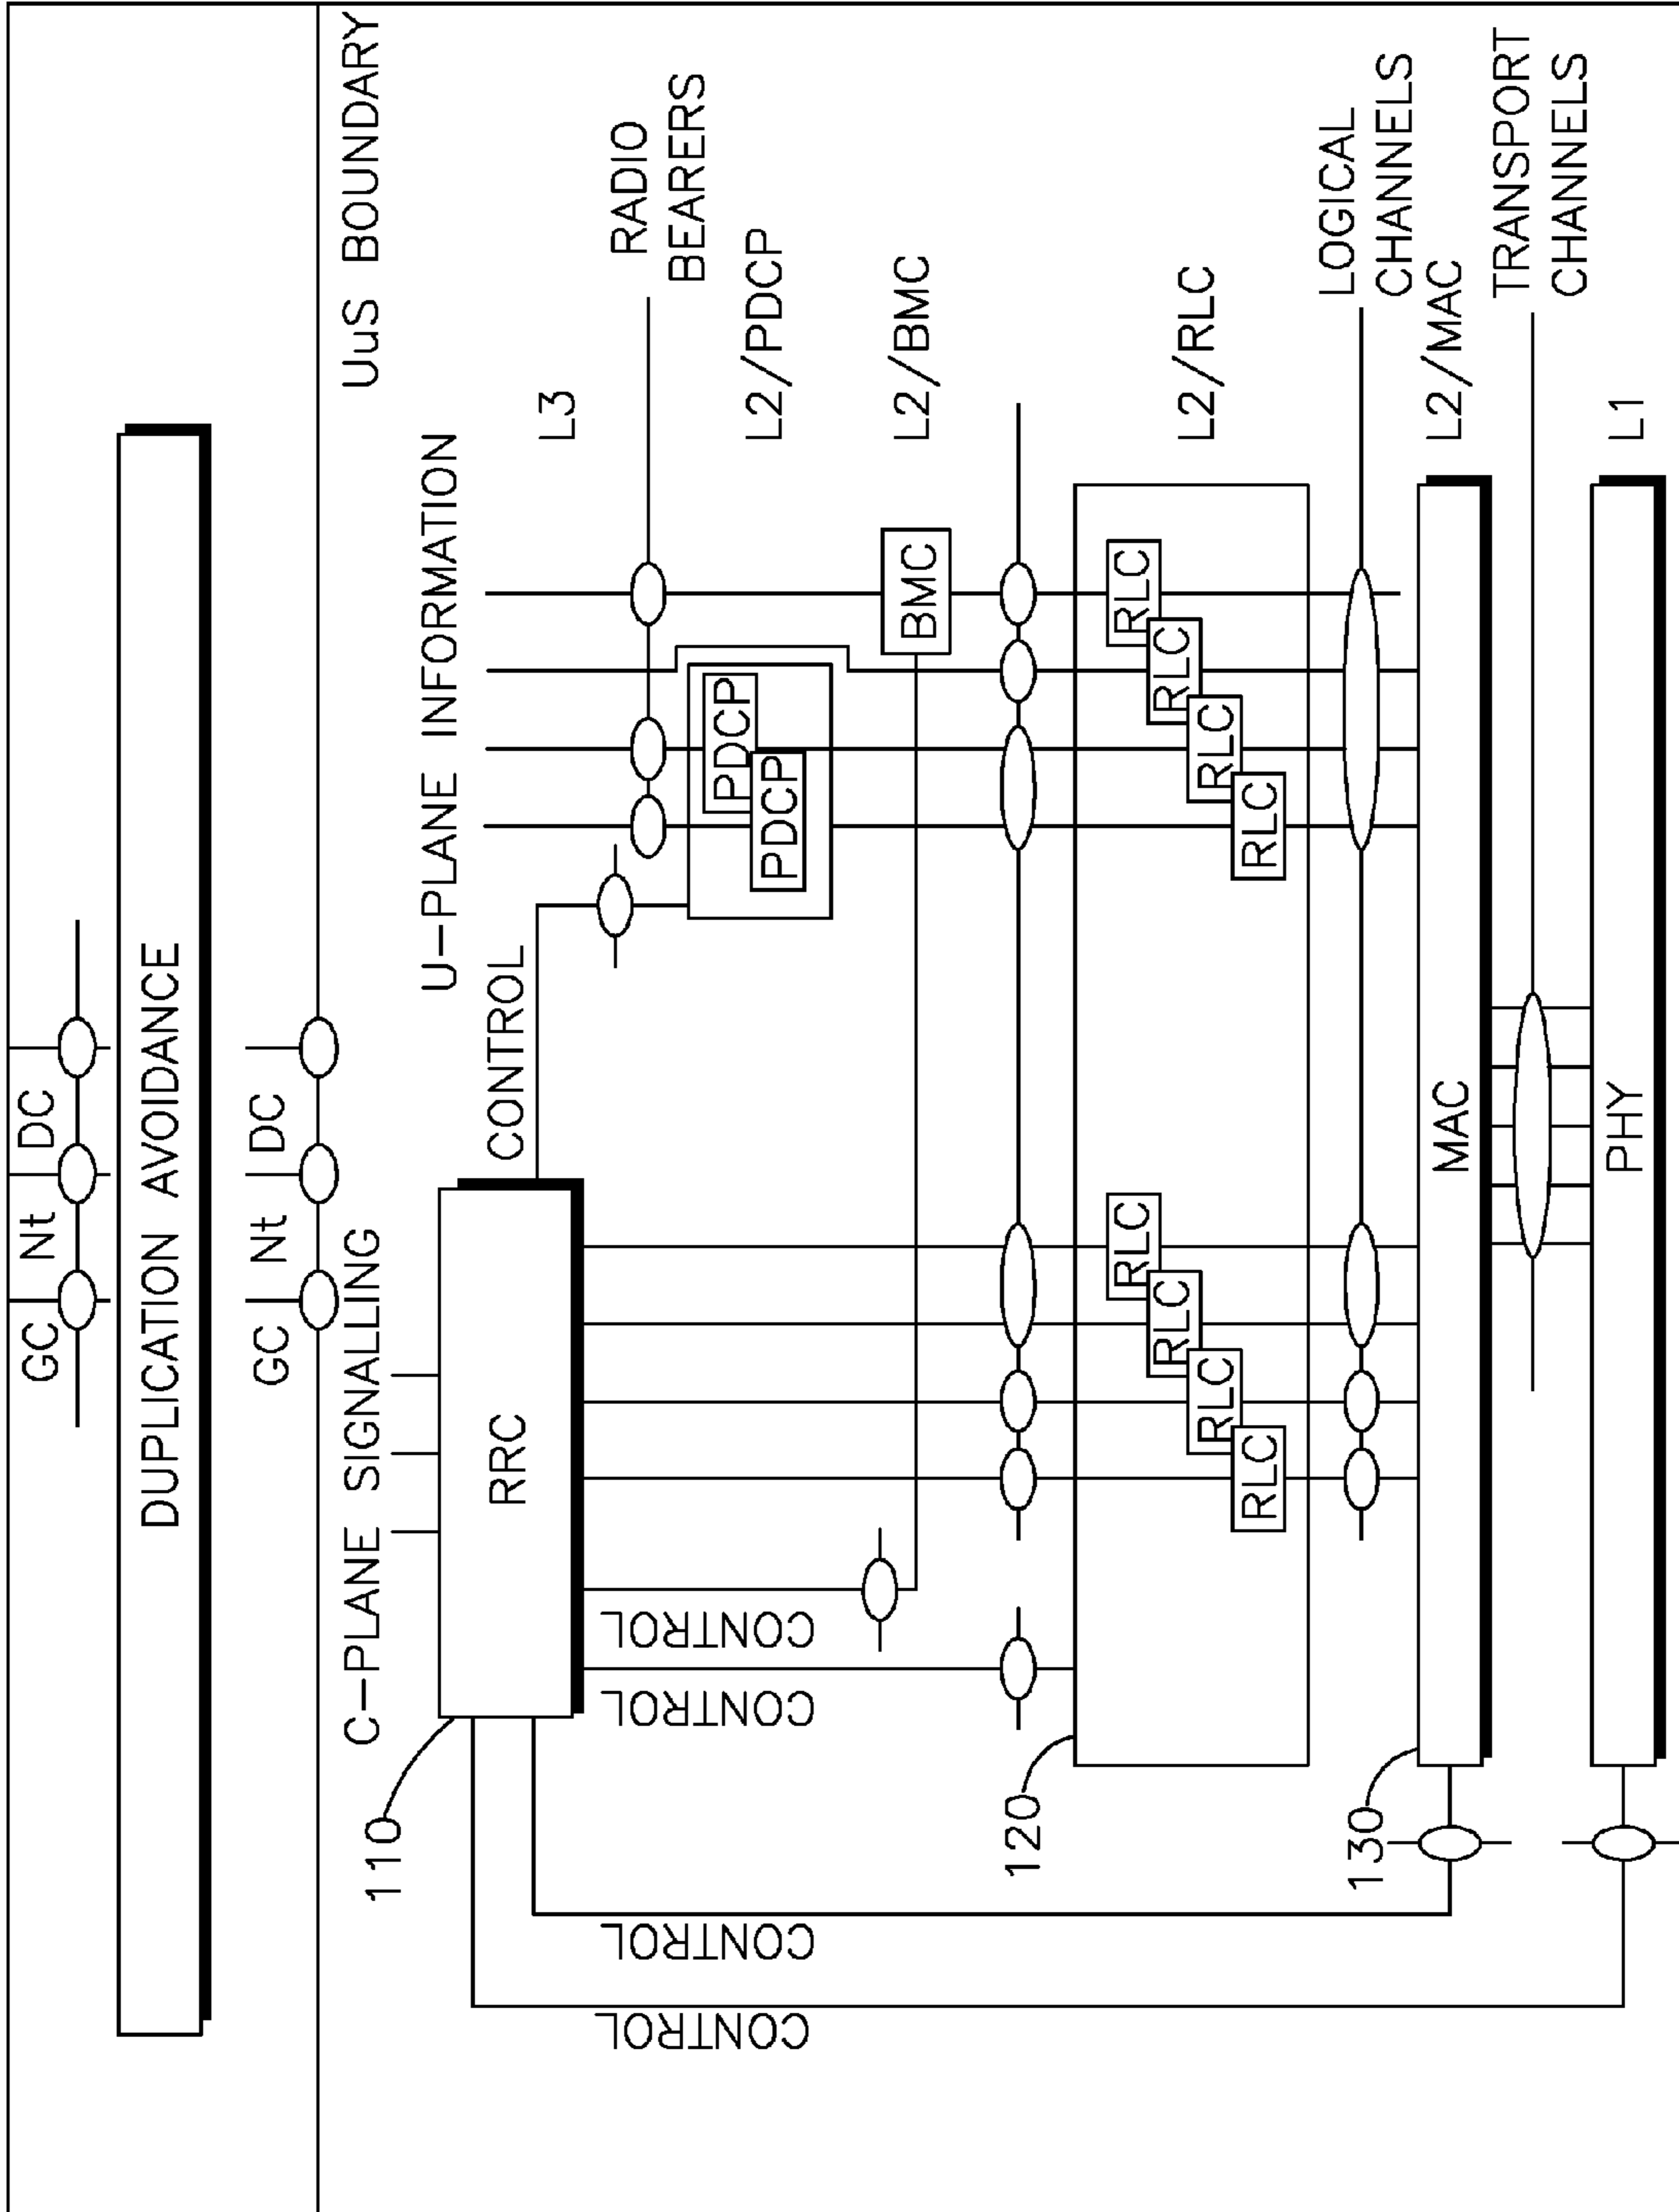 GC
Nt
DC
DUPLICATION AVOIDANCE
GC
Nt
DC
UuS BOUNDARY
C-PLANE SIGNALLING
U-PLANE INFORMATION
110
RRC
CONTROL
L3
CONTROL
CONTROL
CONTROL
CONTROL
RADIO
BEARERS
PDCP
PDCP
L2/PDCP
BMC
L2/BMC
120
RLC
RLC
RLC
RLC
RLC
RLC
RLC
RLC
L2/RLC
LOGICAL
CHANNELS
130
MAC
L2/MAC
TRANSPORT
CHANNELS
PHY
L1